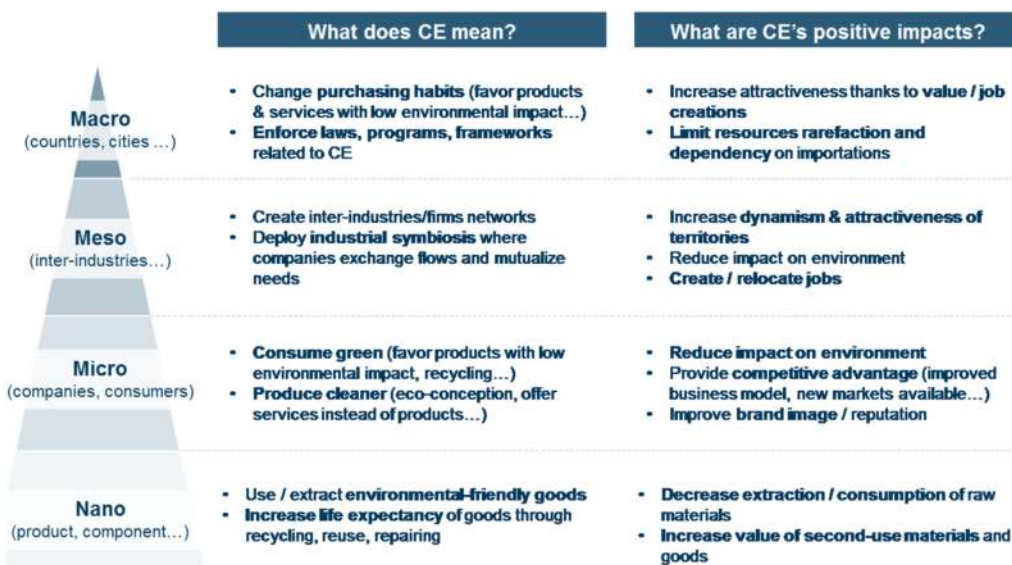 What does CE mean?
What are CE's positive impacts?
Macro
(countries, cities ...)
• Change purchasing habits (favor products
& services with low environmental impact...)
• Enforce laws, programs, frameworks
related to CE
• Increase attractiveness thanks to value / job
creations
• Limit resources rarefaction and
dependency on importations
Meso
(inter-industries...)
• Create inter-industries/firms networks
• Deploy industrial symbiosis where
companies exchange flows and mutualize
needs
• Increase dynamism & attractiveness of
territories
• Reduce impact on environment
• Create / relocate jobs
Micro
(companies, consumers)
• Consume green (favor products with low
environmental impact, recycling...)
• Produce cleaner (eco-conception, offer
services instead of products...)
• Reduce impact on environment
• Provide competitive advantage (improved
business model, new markets available...)
• Improve brand image / reputation
Nano
(product, component...)
• Use / extract environmental-friendly goods
• Increase life expectancy of goods through
recycling, reuse, repairing
• Decrease extraction / consumption of raw
materials
• Increase value of second-use materials and
goods